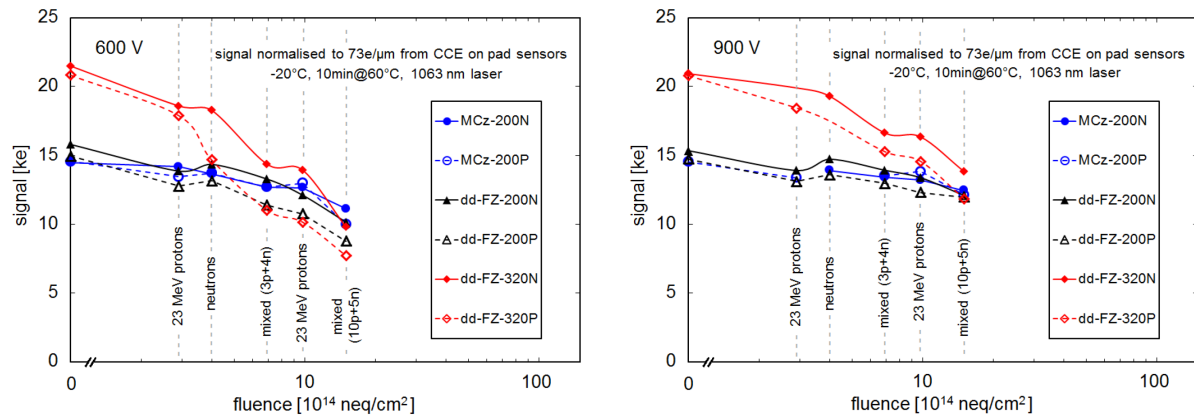 600 V
signal normalised to 73e/µm from CCE on pad sensors
-20°C, 10min@60°C, 1063 nm laser
25
20
15
10
5
0
signal [ke]
MCz-200N
MCz-200P
dd-FZ-200N
dd-FZ-200P
dd-FZ-320N
dd-FZ-320P
23 MeV protons
neutrons
mixed (3p+4n)
23 MeV protons
mixed
(10p+5n)
0
10
100
fluence [10¹⁴ neq/cm²]
900 V
signal normalised to 73e/µm from CCE on pad sensors
-20°C, 10min@60°C, 1063 nm laser
25
20
15
10
5
0
signal [ke]
MCz-200N
MCz-200P
dd-FZ-200N
dd-FZ-200P
dd-FZ-320N
dd-FZ-320P
23 MeV protons
neutrons
mixed (3p+4n)
23 MeV protons
mixed (10p+5n)
0
10
100
fluence [10¹⁴ neq/cm²]